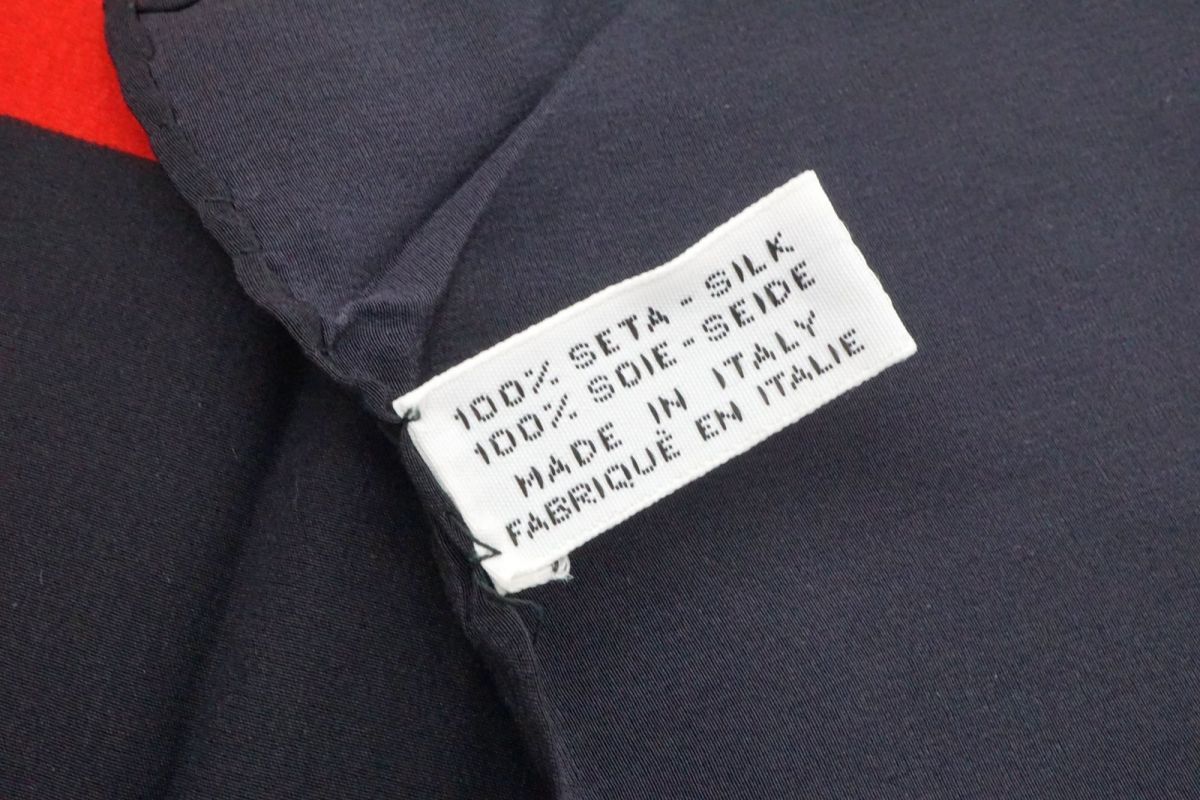 100% SETA - SILK
100% SOIE - SEIDE
MADE IN ITALY
FABRIQUÈ EN ITALIE